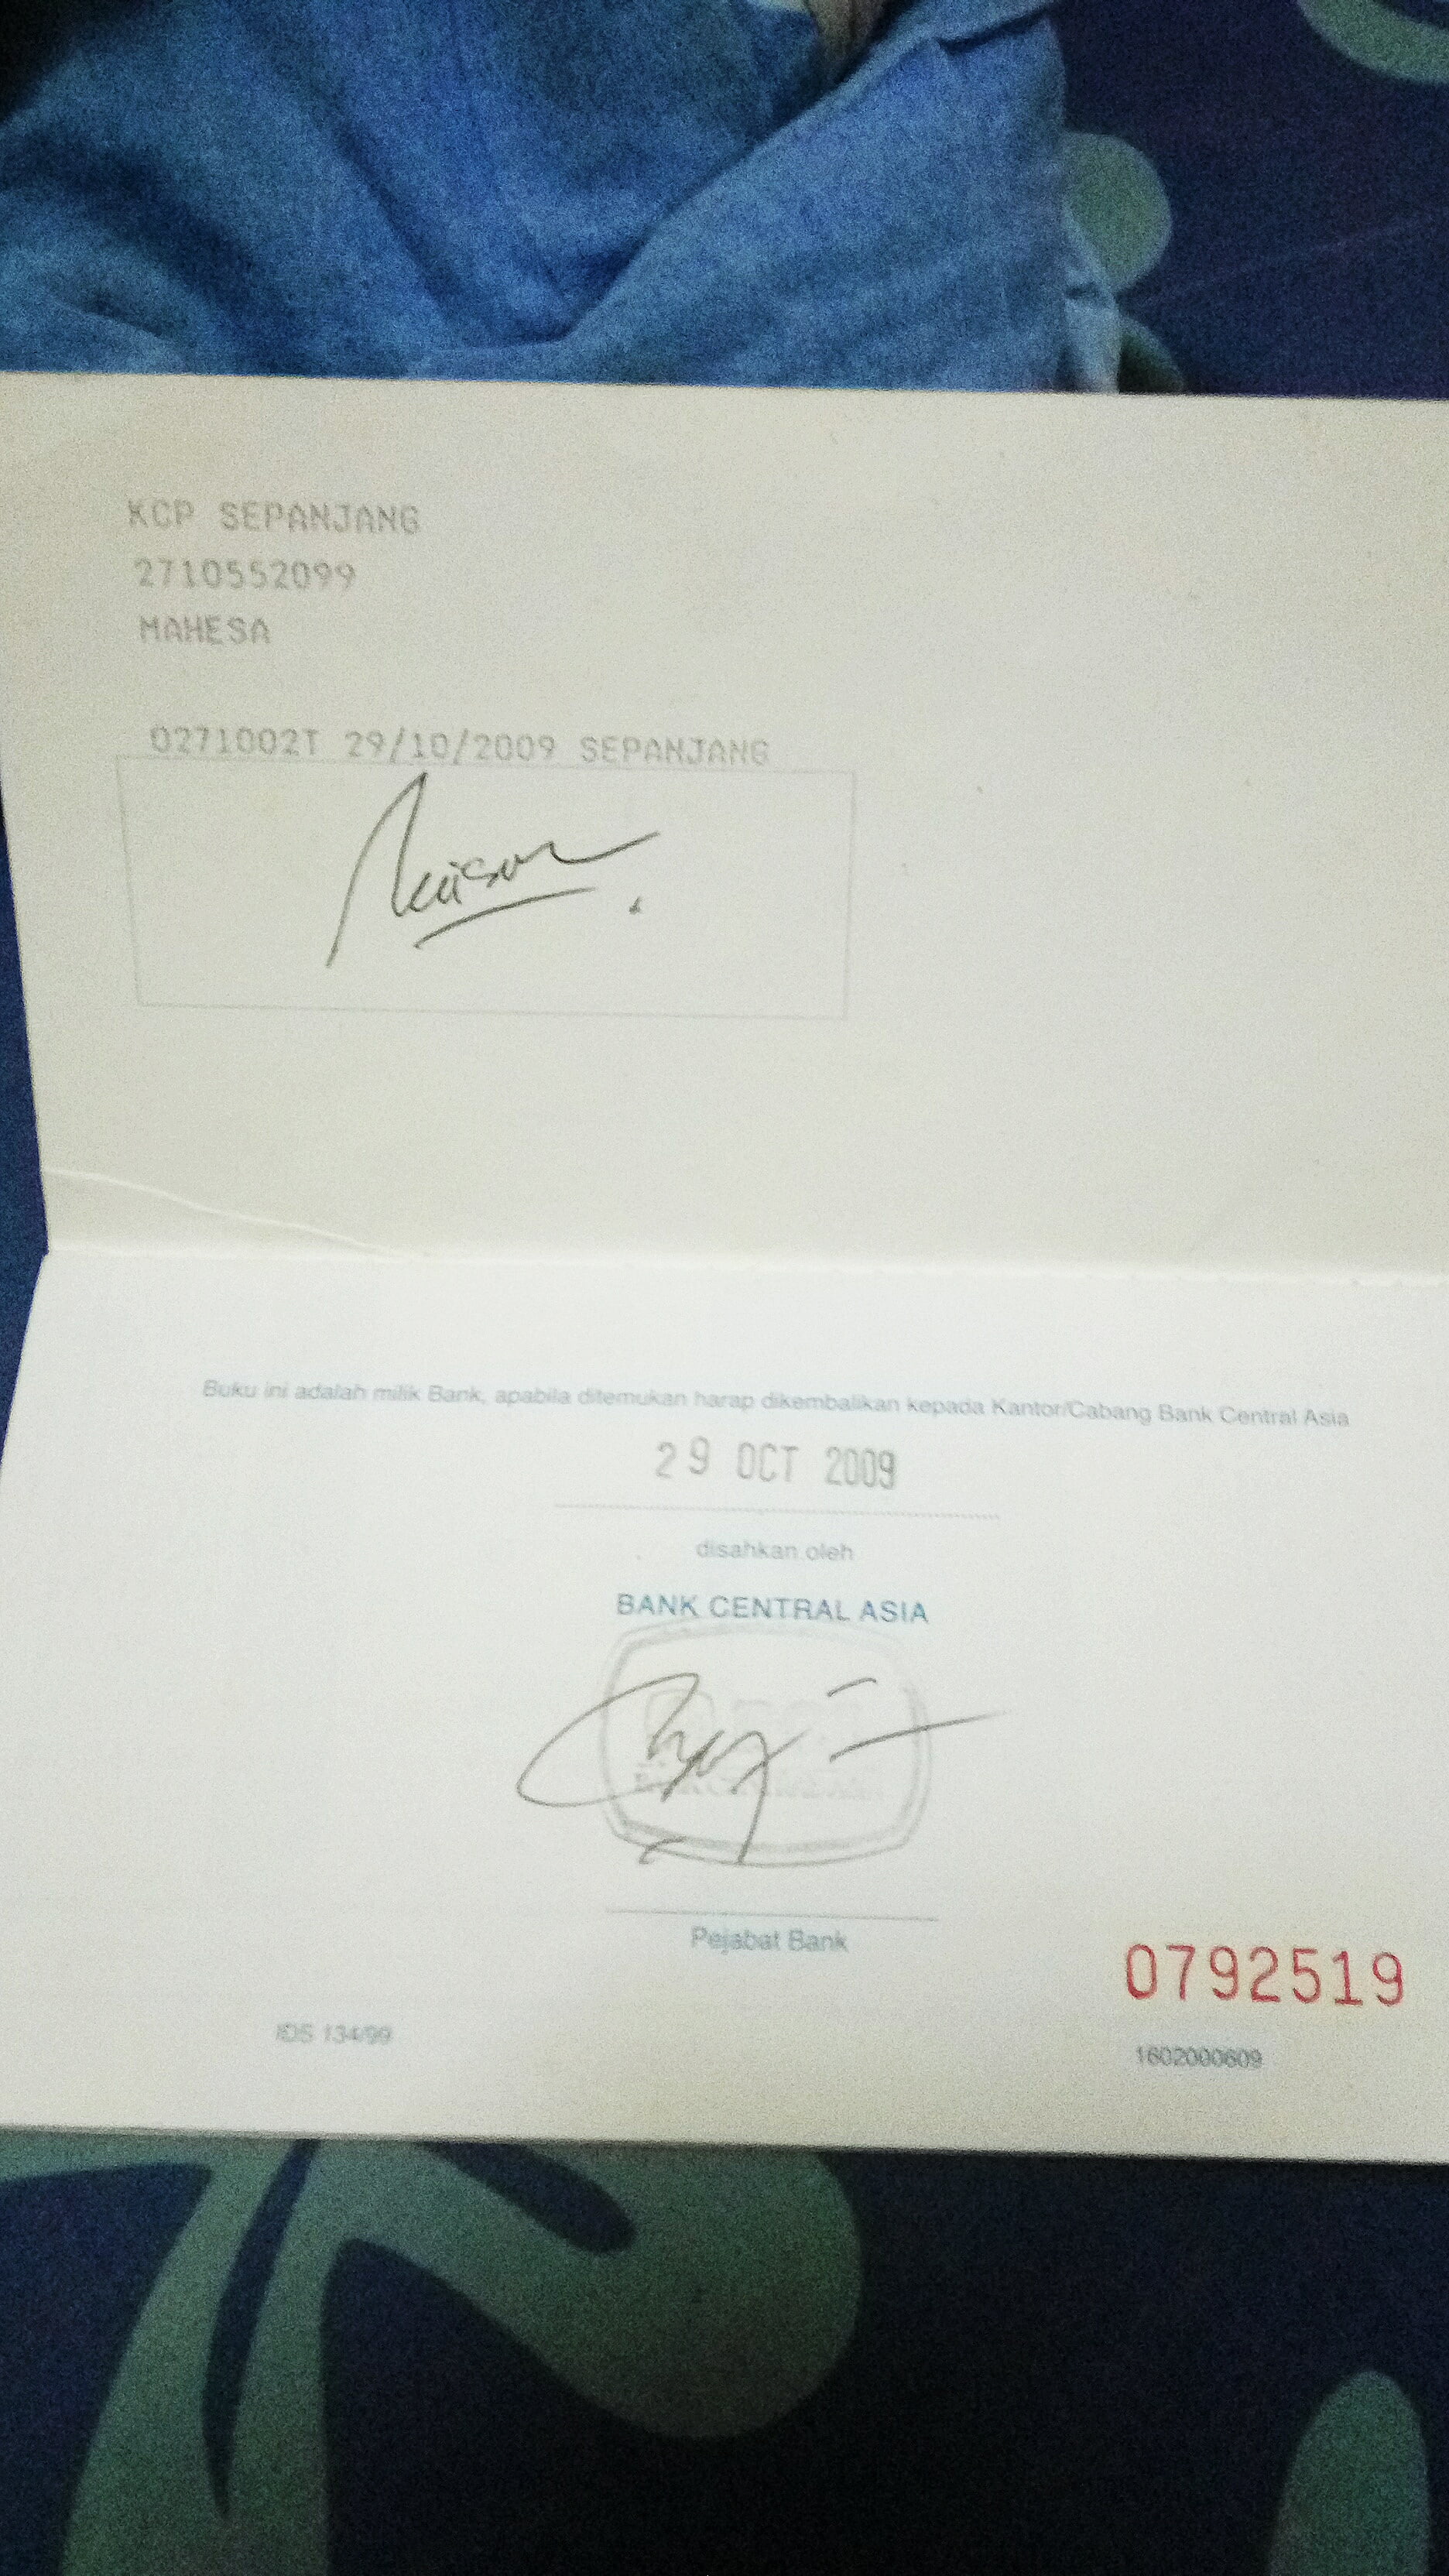 KCP SEPANJANG
2710552099
MAHESA
0271002T 29/10/2009 SEPANJANG
Buku ini adalah milik Bank, apabila ditemukan harap dikembalikan kepada Kantor/Cabang Bank Central Asia
29 OCT 2009
disahkan oleh
BANK CENTRAL ASIA
Pejabat Bank
0792519
IDS 134/99
1602000609